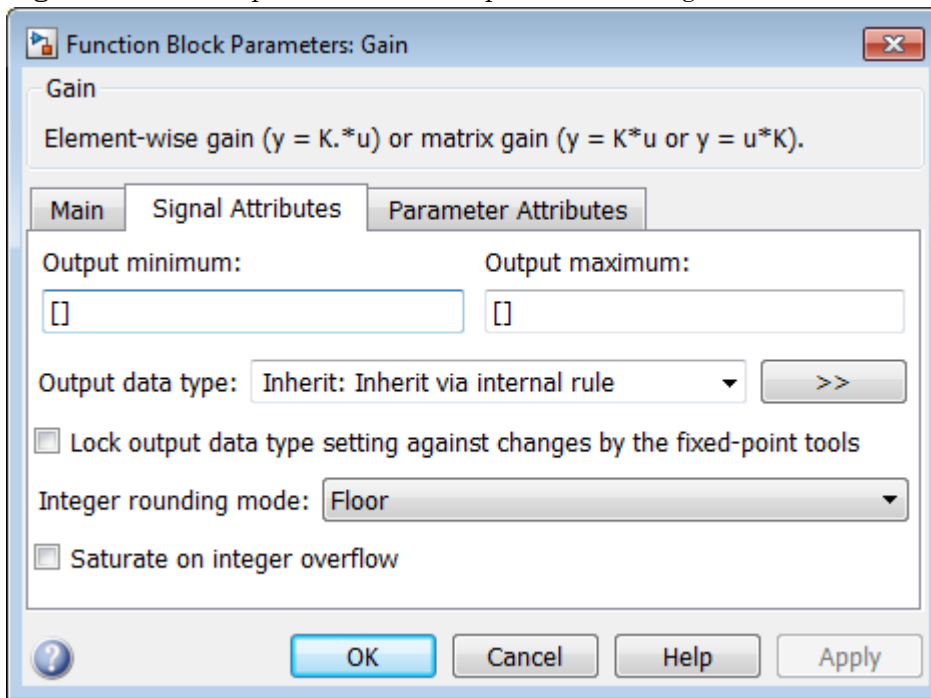 Function Block Parameters: Gain
Gain
Element-wise gain (y = K.*u) or matrix gain (y = K*u or y = u*K).
Main Signal Attributes Parameter Attributes
Output minimum: Output maximum:
[] []
Output data type: Inherit: Inherit via internal rule >>
Lock output data type setting against changes by the fixed-point tools
Integer rounding mode: Floor
Saturate on integer overflow
? OK Cancel Help Apply